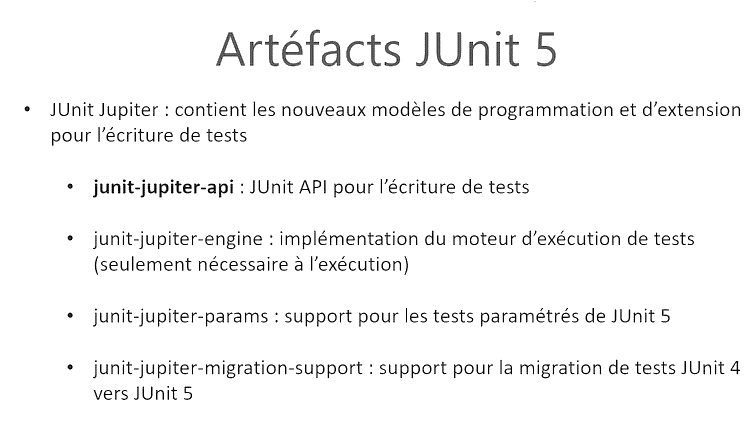 Artéfacts JUnit 5
• JUnit Jupiter : contient les nouveaux modèles de programmation et d’extension
pour l’écriture de tests
• junit-jupiter-api : JUnit API pour l’écriture de tests
• junit-jupiter-engine : implémentation du moteur d’exécution de tests
(seulement nécessaire à l’exécution)
• junit-jupiter-params : support pour les tests paramétrés de JUnit 5
• junit-jupiter-migration-support : support pour la migration de tests JUnit 4
vers JUnit 5